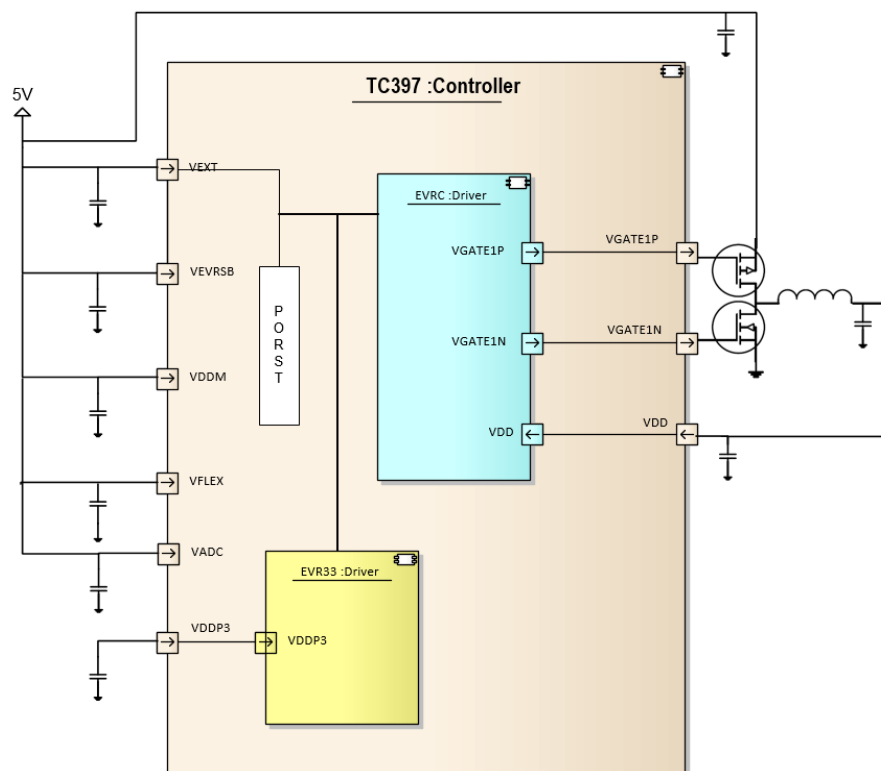 TC397 :Controller
5V
VEXT
EVRC :Driver
VGATE1P
VGATE1P
VEVRSB
P
O
R
S
T
VGATE1N
VGATE1N
VDDM
VDD
VDD
VFLEX
VADC
EVR33 :Driver
VDDP3
VDDP3